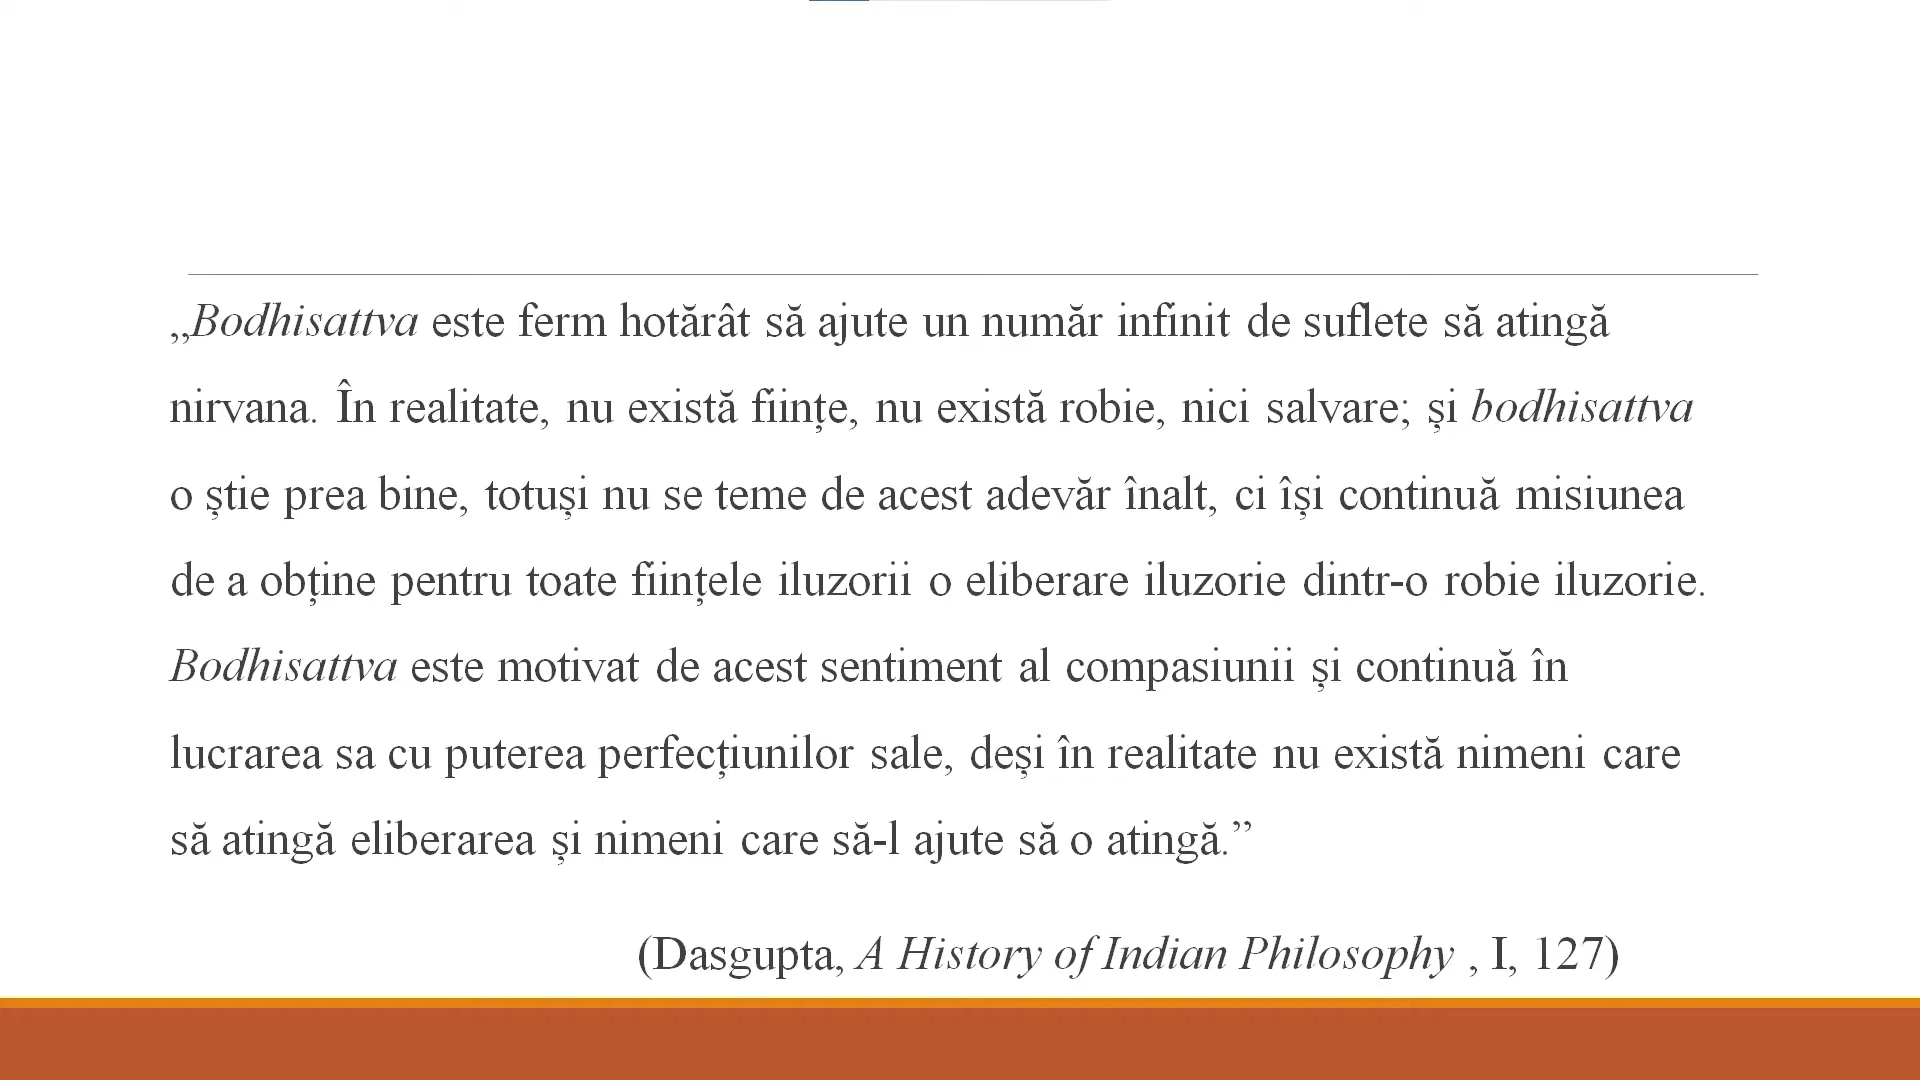 „Bodhisattva este ferm hotărât să ajute un număr infinit de suflete să atingă
nirvana. În realitate, nu există ființe, nu există robie, nici salvare; și bodhisattva
o știe prea bine, totuși nu se teme de acest adevăr înalt, ci își continuă misiunea
de a obține pentru toate ființele iluzorii o eliberare iluzorie dintr-o robie iluzorie.
Bodhisattva este motivat de acest sentiment al compasiunii și continuă în
lucrarea sa cu puterea perfecțiunilor sale, deși în realitate nu există nimeni care
să atingă eliberarea și nimeni care să-l ajute să o atingă.”
(Dasgupta, A History of Indian Philosophy , I, 127)